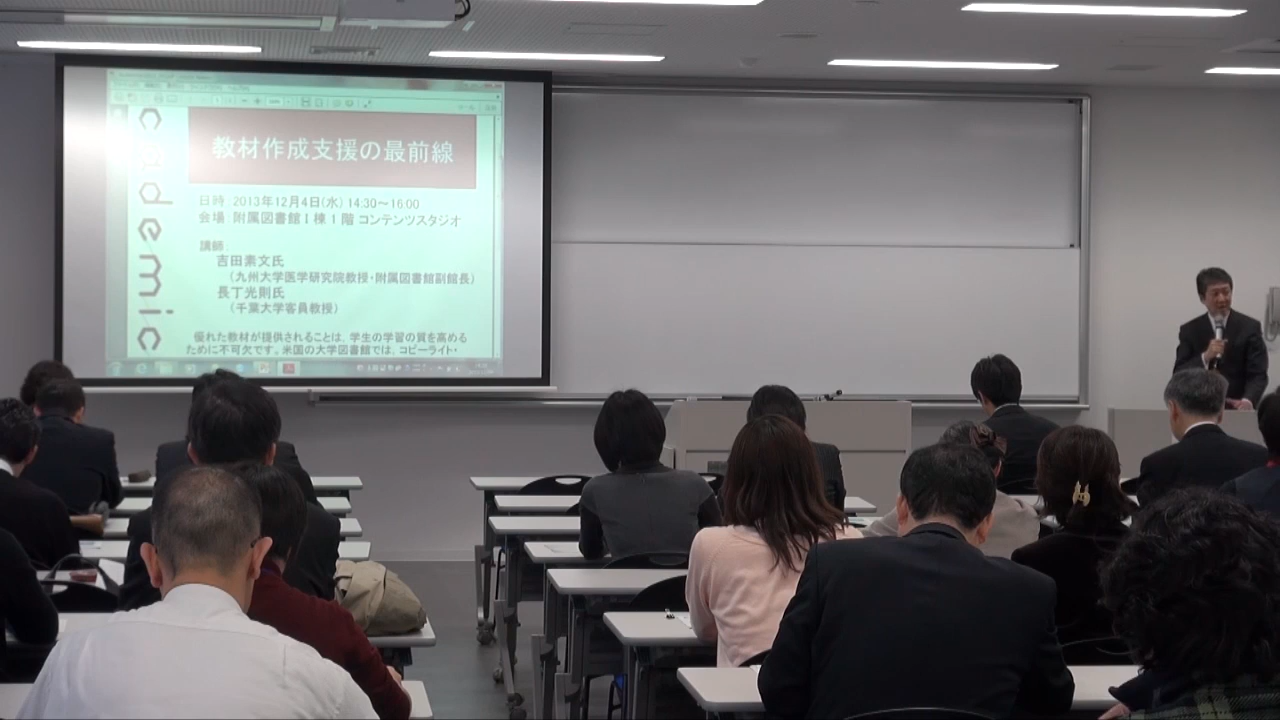 academic
教材作成支援の最前線
日時 2013年12月4日(水) 14:30～16:00
会場 附属図書館Ⅰ棟1階 コンテンツスタジオ
講師
吉田素文氏
（九州大学医学研究院教授・附属図書館副館長）
長丁光則氏
（千葉大学客員教授）
優れた教材が提供されることは、学生の学習の質を高める
ために不可欠です。米国の大学図書館では、コピーライト・